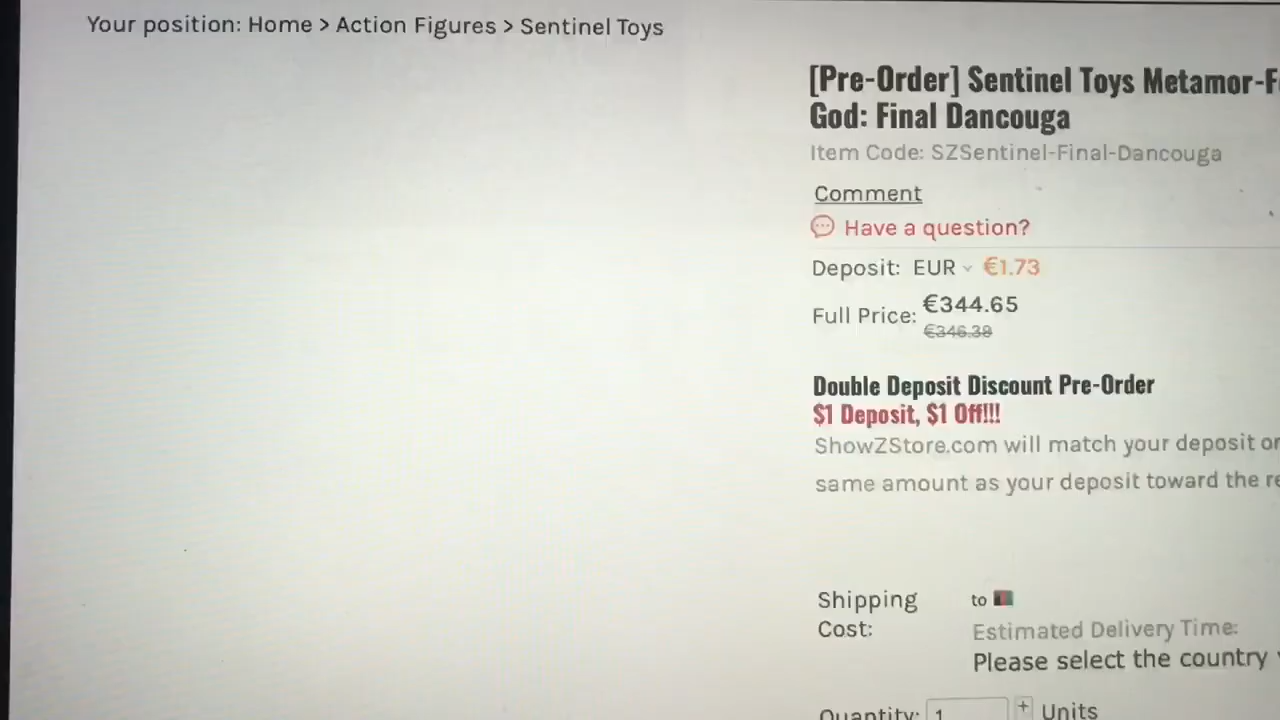 Your position: Home > Action Figures > Sentinel Toys
[Pre-Order] Sentinel Toys Metamor-F
God: Final Dancouga
Item Code: SZSentinel-Final-Dancouga
Comment
Have a question?
Deposit: EUR €1.73
Full Price: €344.65
€346.38
Double Deposit Discount Pre-Order
$1 Deposit, $1 Off!!!
ShowZStore.com will match your deposit or
same amount as your deposit toward the re
Shipping Cost: to
Estimated Delivery Time:
Please select the country
Quantity: 1 + Units